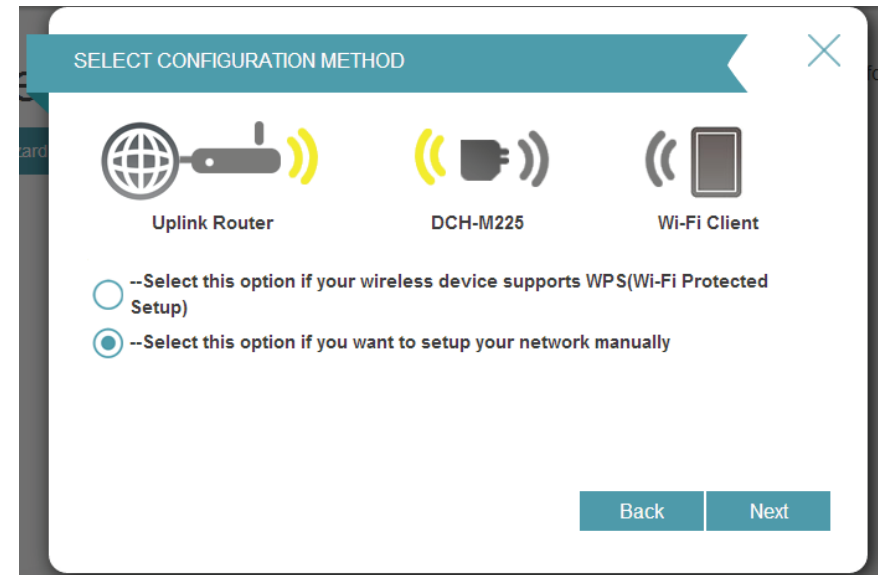 SELECT CONFIGURATION METHOD
zard
Uplink Router
DCH-M225
Wi-Fi Client
--Select this option if your wireless device supports WPS(Wi-Fi Protected
Setup)
--Select this option if you want to setup your network manually
Back
Next